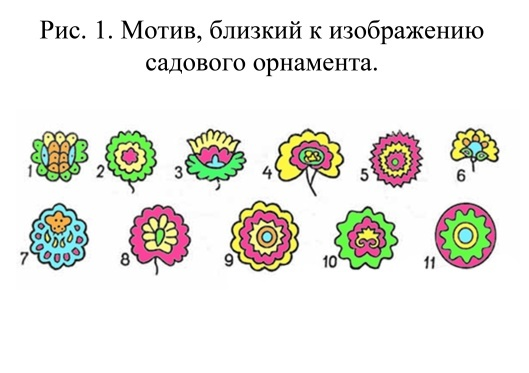 Рис. 1. Мотив, близкий к изображению
садового орнамента.
1 2 3 4 5 6
7 8 9 10 11